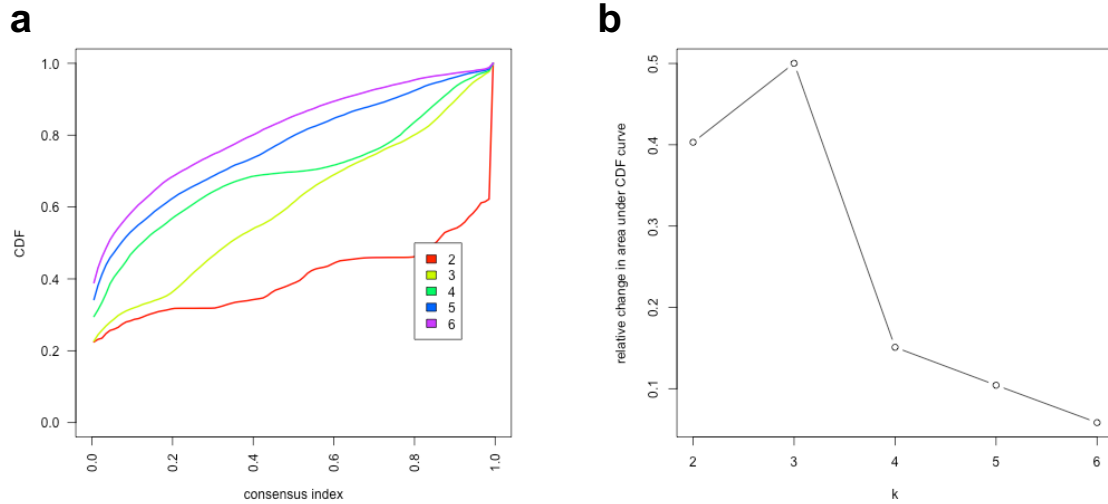 a
CDF
1.0
0.8
0.6
0.4
0.2
0.0
2
3
4
5
6
0.0 0.2 0.4 0.6 0.8 1.0
consensus index
b
relative change in area under CDF curve
0.5
0.4
0.3
0.2
0.1
2 3 4 5 6
k